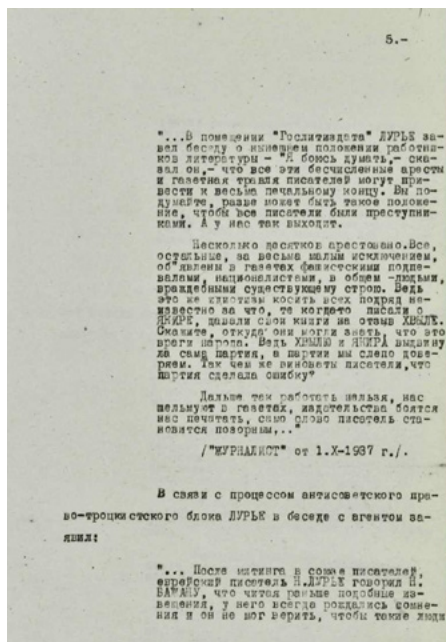 5.-
"...В помещении "Гослитиздата" ЛУРЬЕ за-
вел беседу о нынешнем положении работни-
ков литературы - "Я боюсь думать,- ска-
зал он,- что все эти бесчисленные аресты
и газетная травля писателей могут при-
вести к весьма печальному концу. Вы по-
думайте, разве может быть такое положе-
ние, чтобы все писатели были преступни-
ками. А у нас так выходит.
Несколько десятков арестовано. Все,
остальные, за весьма малым исключением,
об"явлены в газетах фашистскими подпе-
валами, националистами, в общем -людьми,
враждебными существующему строю. Ведь
это же идиотизм косить всех подряд не-
известно за что, те когдато писали о
ЯКИРЕ, давали свои книги на отзыв ХВЫЛЕ.
Скажите, откуда они могли знать, что это
враги народа. Ведь ХВЫЛЮ и ЯКИРА выдвину
ла сама партия, а партии мы слепо дове-
ряем. Так чем же виноваты писатели,что
партия сделала ошибку?
Дальше так работать нельзя, нас
шельмуют в газетах, издательства боятся
нас печатать, само слово писатель ста-
новится позорным,.."
/"ЖУРНАЛИСТ" от 1.X-1937 г./.
В связи с процессом антисоветского пра-
во-троцкистского блока ЛУРЬЕ в беседе с агентом за-
явил:
"... После митинга в союзе писателей,
еврейский писатель Н.ЛУРЬЕ говорил Н.
БАЖАНУ, что читая раньше подобные из-
вещения, у него всегда рождались сомне-
ния и он не мог верить, чтобы такие люди